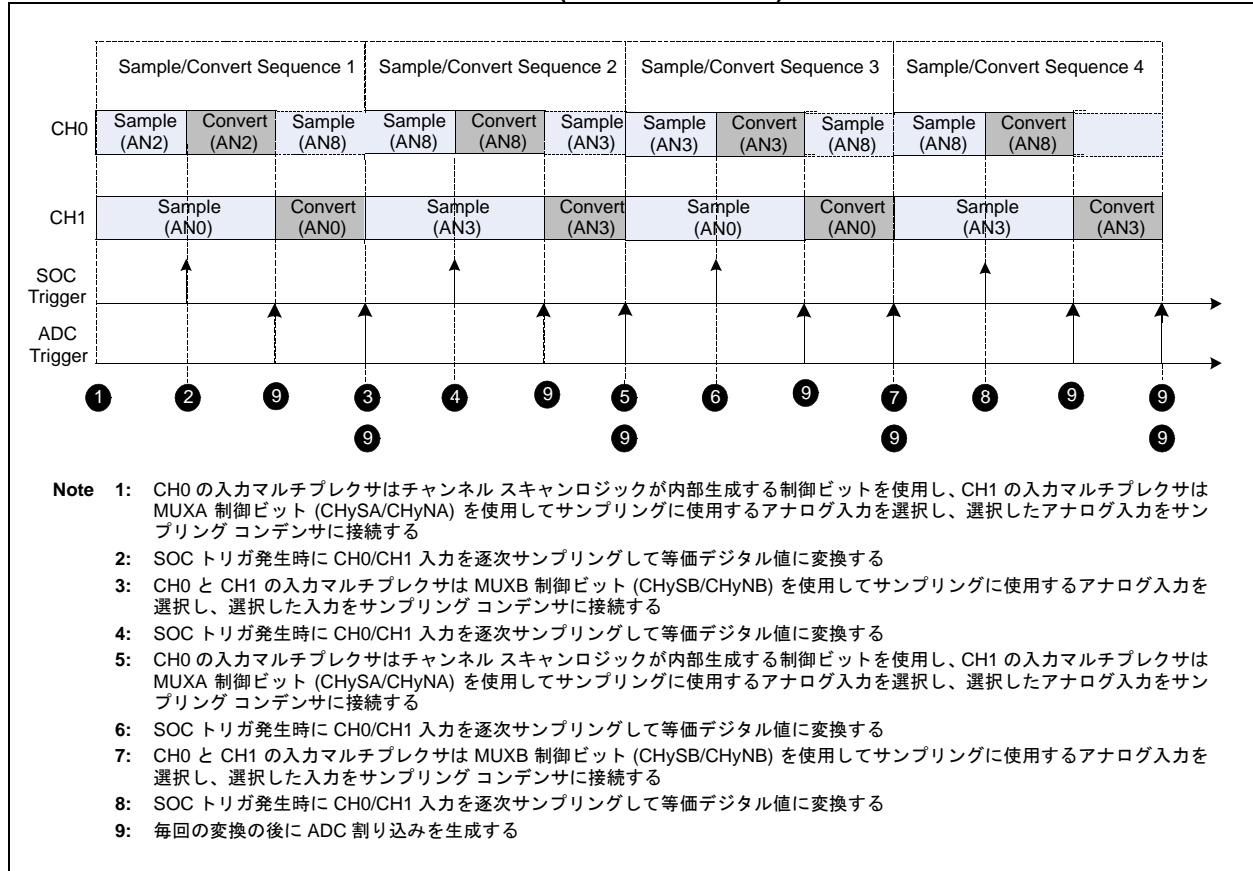 Sample/Convert Sequence 1 Sample/Convert Sequence 2 Sample/Convert Sequence 3 Sample/Convert Sequence 4
CH0
Sample (AN2) Convert (AN2) Sample (AN8) Sample (AN8) Convert (AN8) Sample (AN3) Sample (AN3) Convert (AN3) Sample (AN8) Sample (AN8) Convert (AN8)
CH1
Sample (AN0) Convert (AN0) Sample (AN3) Convert (AN3) Sample (AN0) Convert (AN0) Sample (AN3) Convert (AN3)
SOC
Trigger
ADC
Trigger
1 2 9 3 4 9 5 6 9 7 8 9 9
9 9 9 9
Note 1: CH0 の入力マルチプレクサはチャンネル スキャンロジックが内部生成する制御ビットを使用し、CH1 の入力マルチプレクサは
MUXA 制御ビット (CHySA/CHyNA) を使用してサンプリングに使用するアナログ入力を選択し、選択したアナログ入力をサン
プリング コンデンサに接続する
2: SOC トリガ発生時に CH0/CH1 入力を逐次サンプリングして等価デジタル値に変換する
3: CH0 と CH1 の入力マルチプレクサは MUXB 制御ビット (CHySB/CHyNB) を使用してサンプリングに使用するアナログ入力を
選択し、選択した入力をサンプリング コンデンサに接続する
4: SOC トリガ発生時に CH0/CH1 入力を逐次サンプリングして等価デジタル値に変換する
5: CH0 の入力マルチプレクサはチャンネル スキャンロジックが内部生成する制御ビットを使用し、CH1 の入力マルチプレクサは
MUXA 制御ビット (CHySA/CHyNA) を使用してサンプリングに使用するアナログ入力を選択し、選択したアナログ入力をサン
プリング コンデンサに接続する
6: SOC トリガ発生時に CH0/CH1 入力を逐次サンプリングして等価デジタル値に変換する
7: CH0 と CH1 の入力マルチプレクサは MUXB 制御ビット (CHySB/CHyNB) を使用してサンプリングに使用するアナログ入力を
選択し、選択した入力をサンプリング コンデンサに接続する
8: SOC トリガ発生時に CH0/CH1 入力を逐次サンプリングして等価デジタル値に変換する
9: 毎回の変換の後に ADC 割り込みを生成する